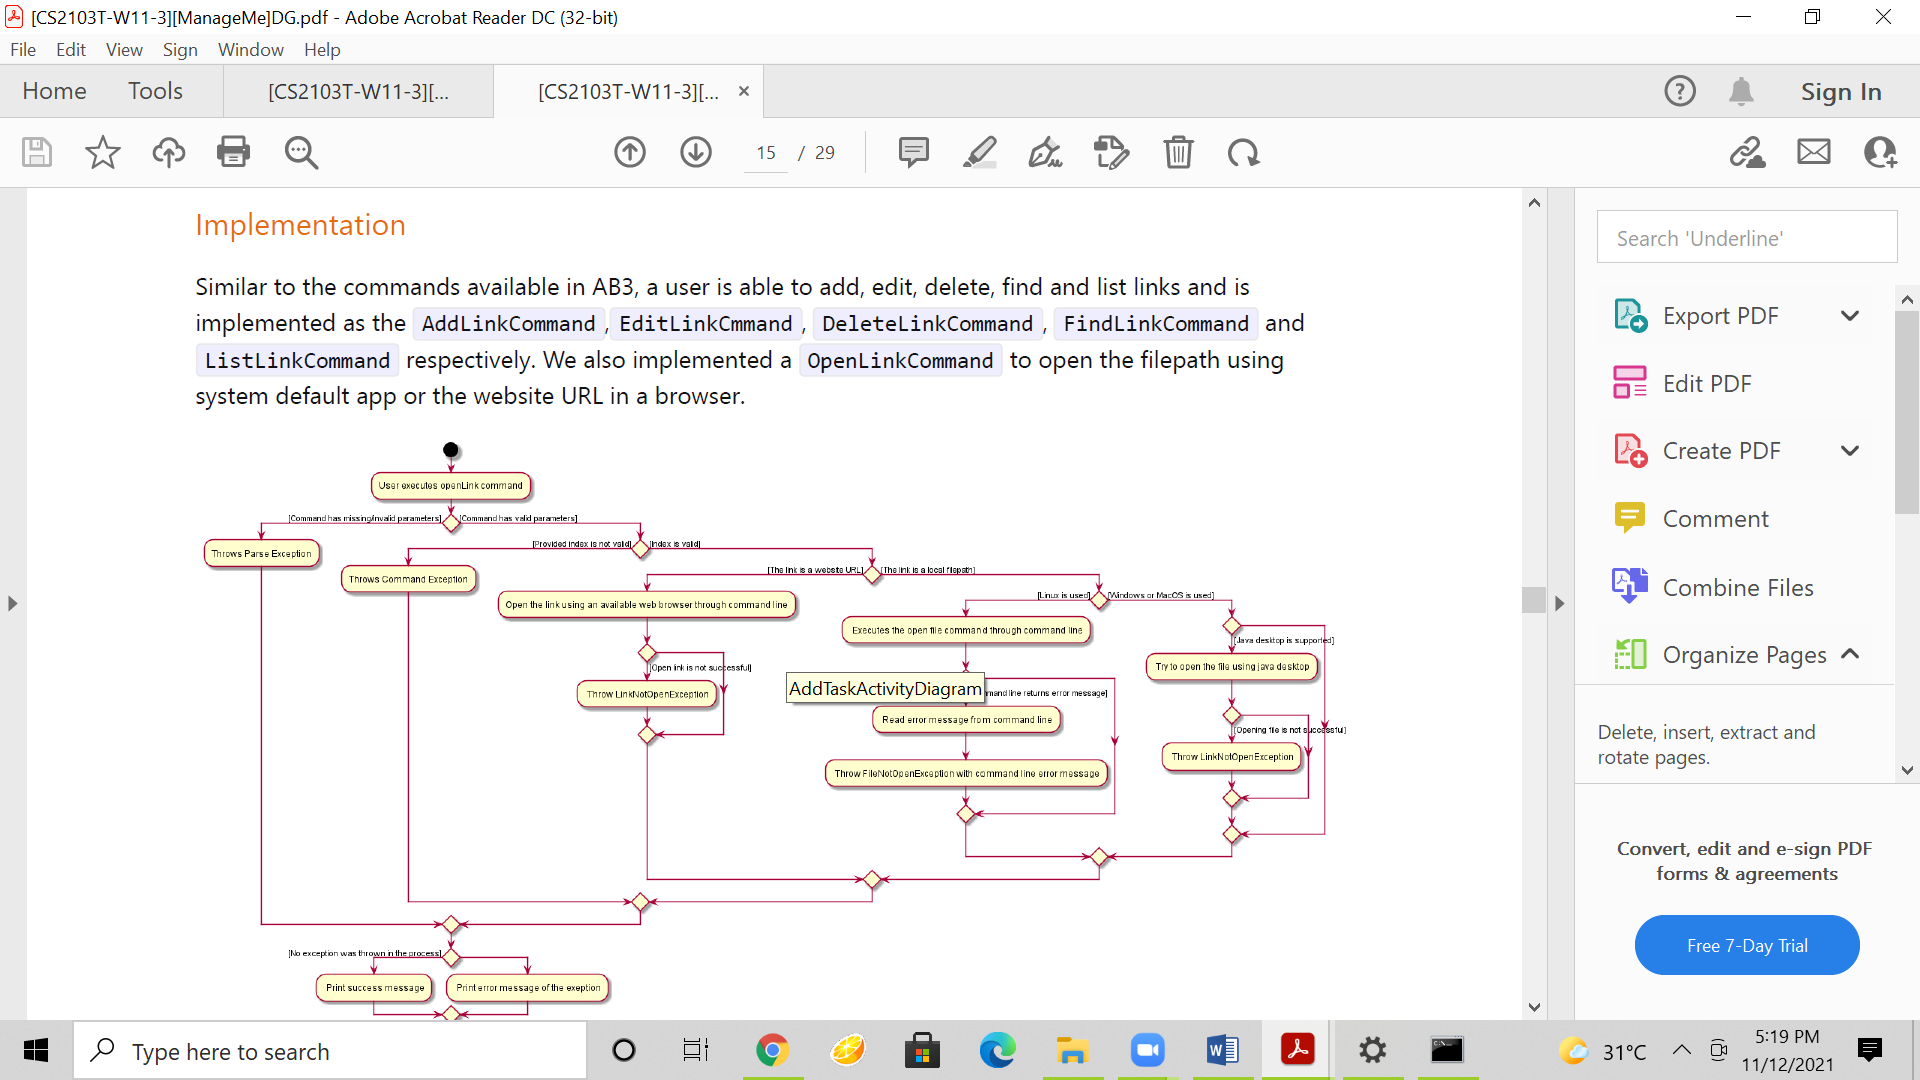 [CS2103T-W11-3][ManageMe]DG.pdf - Adobe Acrobat Reader DC (32-bit)
File Edit View Sign Window Help
Home Tools [CS2103T-W11-3][... [CS2103T-W11-3][... × Sign In
15 / 29
Implementation
Similar to the commands available in AB3, a user is able to add, edit, delete, find and list links and is
implemented as the AddLinkCommand , EditLinkCmmand , DeleteLinkCommand , FindLinkCommand and
ListLinkCommand respectively. We also implemented a OpenLinkCommand to open the filepath using
system default app or the website URL in a browser.
User executes openLink command
[Command has missing/invalid parameters] [Command has valid parameters]
Throws Parse Exception
[Provided index is not valid] [Index is valid]
Throws Command Exception
[The link is a website URL] [The link is a local filepath]
Open the link using an available web browser through command line
[Linux is used] [Windows or MacOS is used]
Executes the open file command through command line
[Java desktop is supported]
Try to open the file using java desktop
[Open link is not successful]
Throw LinkNotOpenException
AddTaskActivityDiagram
mmand line returns error message]
Read error message from command line
[Opening file is not successful]
Throw LinkNotOpenException
Throw FileNotOpenException with command line error message
[No exception was thrown in the process]
Print success message
Print error message of the exeption
Search 'Underline'
Export PDF
Edit PDF
Create PDF
Comment
Combine Files
Organize Pages
Delete, insert, extract and
rotate pages.
Convert, edit and e-sign PDF
forms & agreements
Free 7-Day Trial
Type here to search
31°C
5:19 PM
11/12/2021